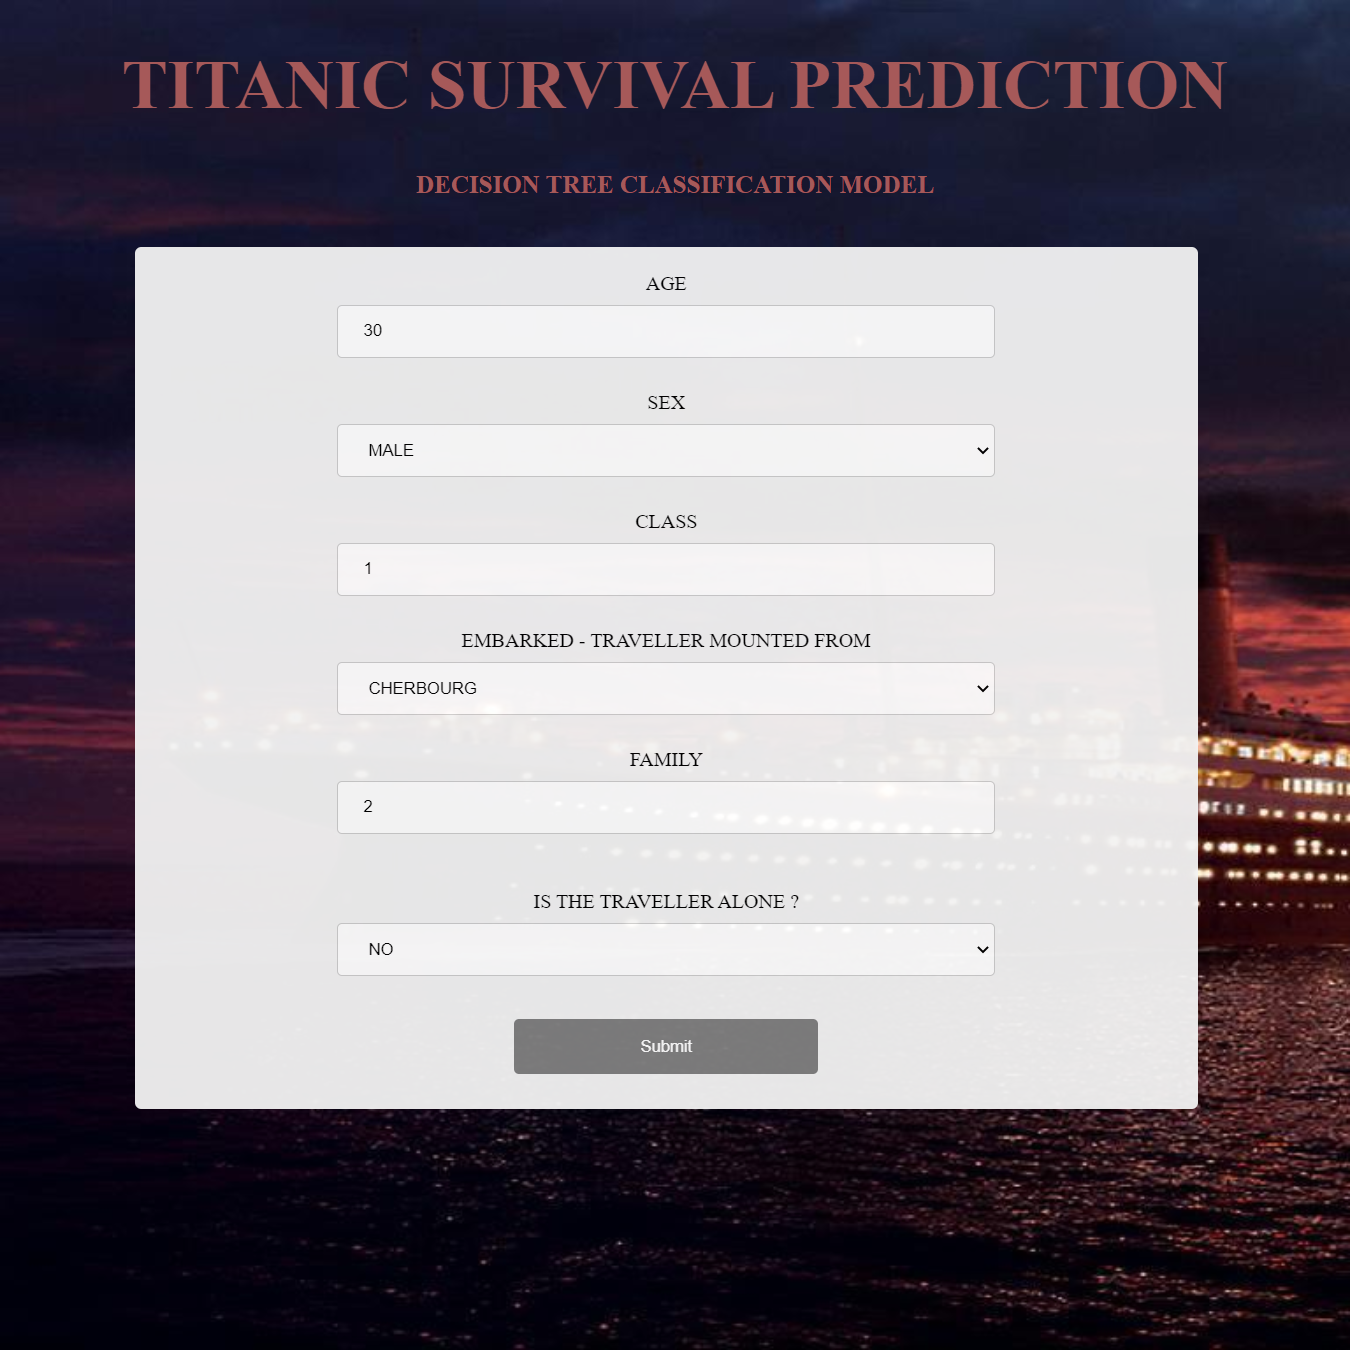 TITANIC SURVIVAL PREDICTION
DECISION TREE CLASSIFICATION MODEL
AGE
30
SEX
MALE
CLASS
1
EMBARKED - TRAVELLER MOUNTED FROM
CHERBOURG
FAMILY
2
IS THE TRAVELLER ALONE ?
NO
Submit